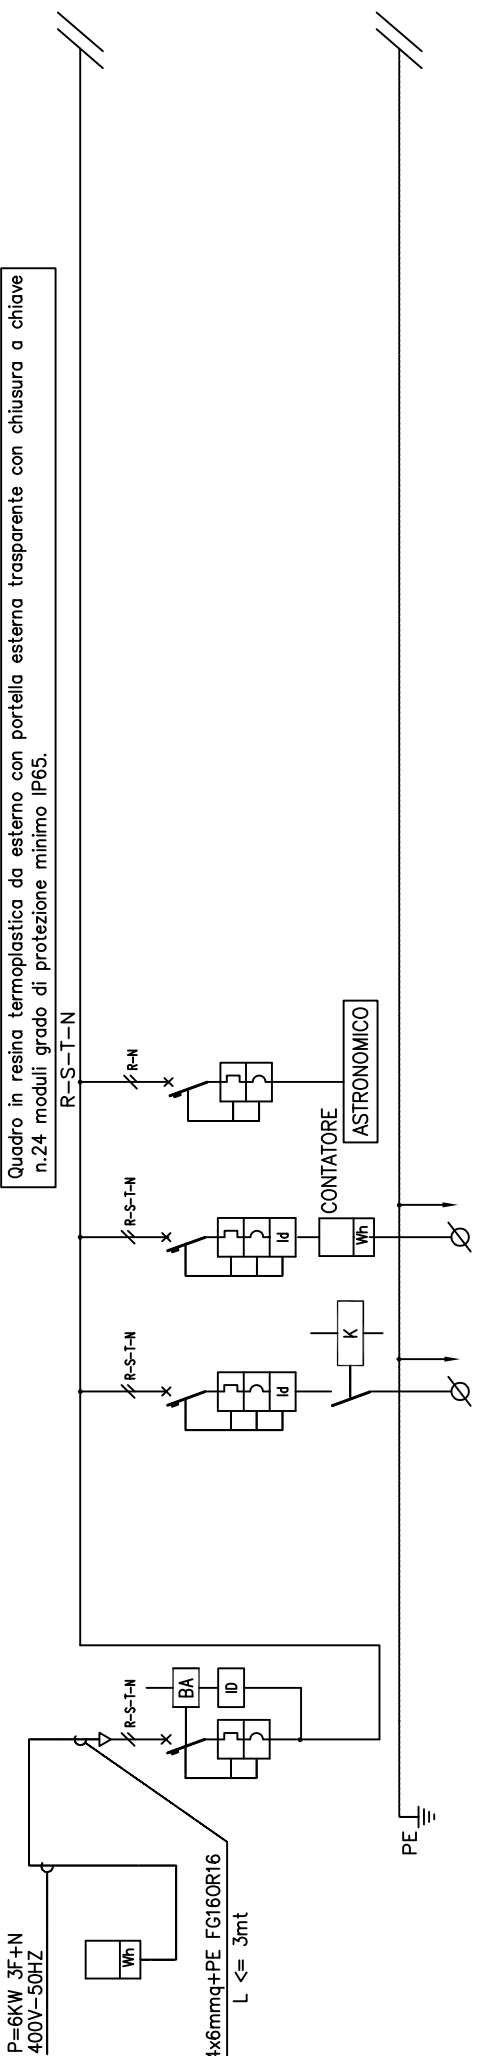 Quadro in resina termoplastica da esterno con portella esterna trasparente con chiusura a chiave
n.24 moduli grado di protezione minimo IP65.
R-S-T-N
R-N
ASTRONOMICO
R-S-T-N
Id
CONTATORE
Wh
R-S-T-N
Id
K
R-S-T-N
BA
ID
PE
P=6KW 3F+N
400V-50HZ
Wh
4x6mmq+PE FG16OR16
L <= 3mt